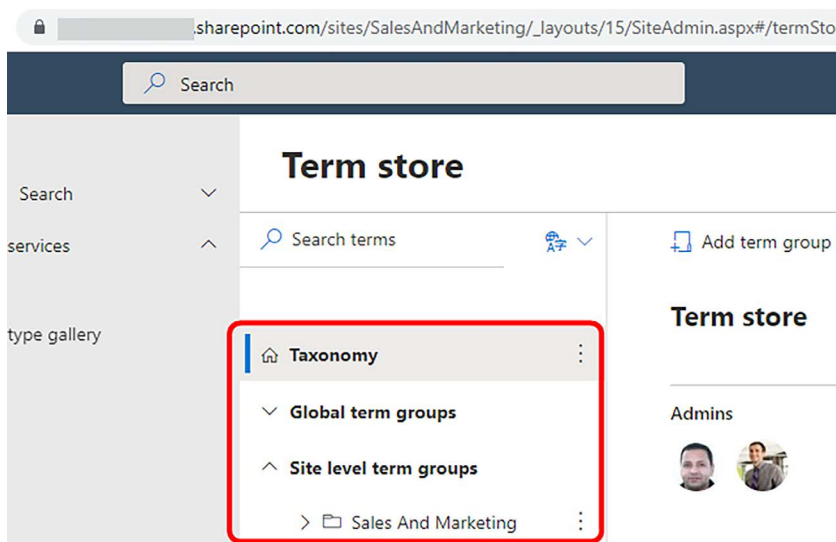 .sharepoint.com/sites/SalesAndMarketing/_layouts/15/SiteAdmin.aspx#/termSto
Search
Term store
Search
services
type gallery
Search terms
Taxonomy
Global term groups
Site level term groups
Sales And Marketing
Add term group
Term store
Admins